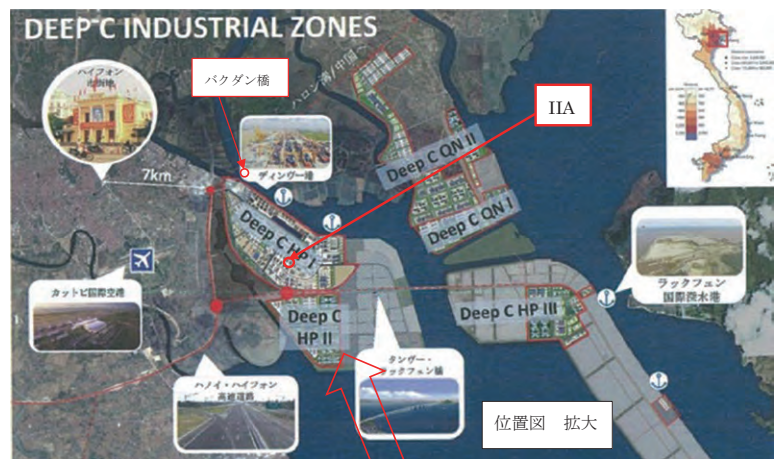 DEEP C INDUSTRIAL ZONES
ハイフォン
市街地
バクダン橋
ハロン湾/中国
IIA
7km
ディンヴー港
Deep C QN II
Deep C QN I
Deep C HP I
カットビ国際空港
Deep C
HP II
Deep C HP III
ラックフェン
国際深水港
ハノイ・ハイフォン
高速道路
タンヴー・
ラックフェン橋
位置図　拡大